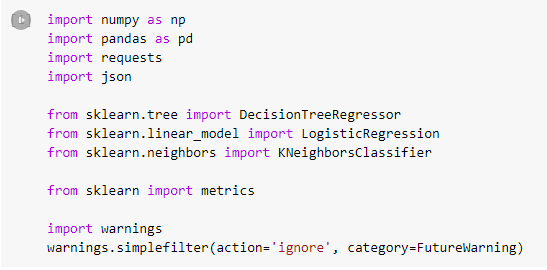 import numpy as np
import pandas as pd
import requests
import json
from sklearn.tree import DecisionTreeRegressor
from sklearn.linear_model import LogisticRegression
from sklearn.neighbors import KNeighborsClassifier
from sklearn import metrics
import warnings
warnings.simplefilter(action='ignore', category=FutureWarning)